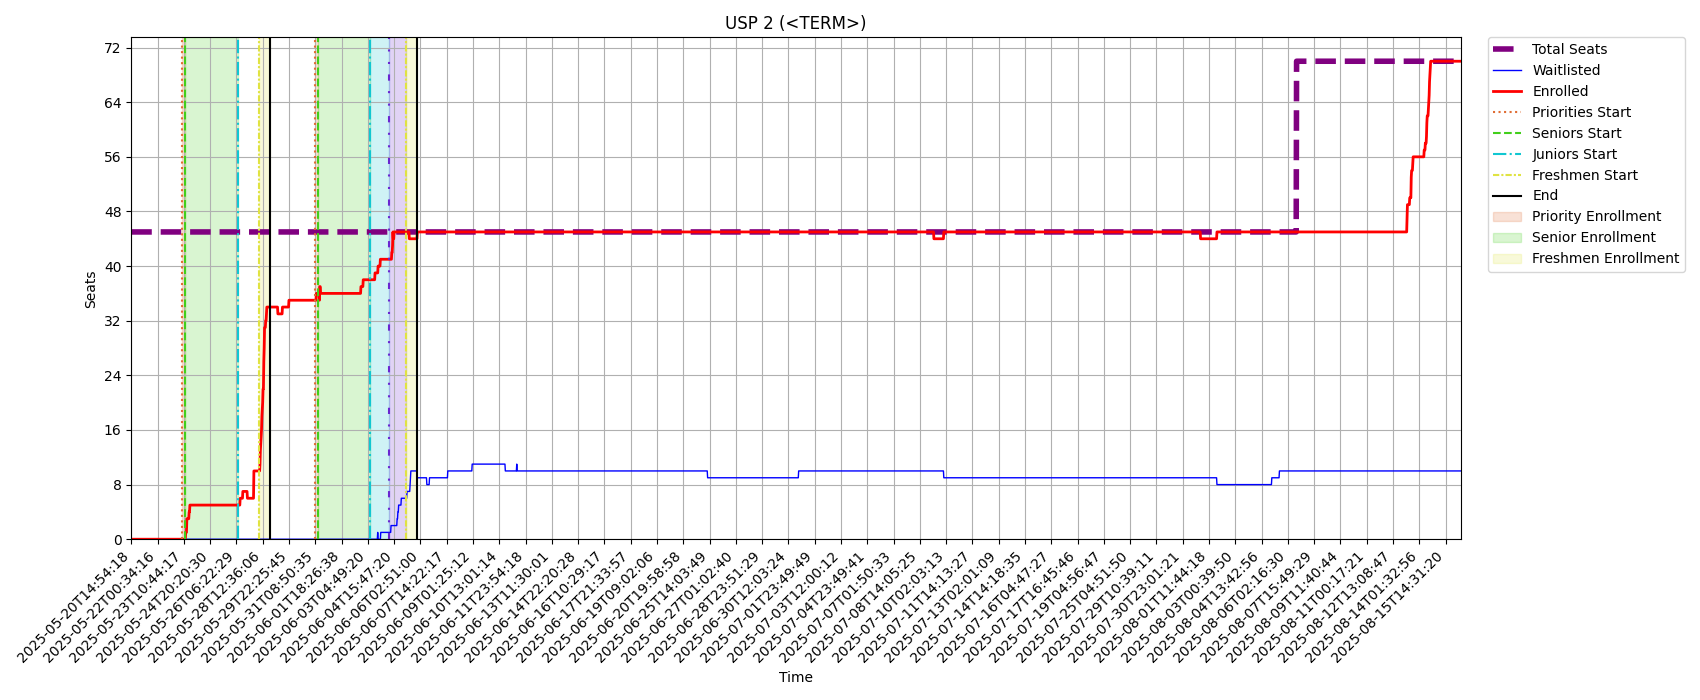 USP 2 (<TERM>)
Total Seats
Waitlisted
Enrolled
Priorities Start
Seniors Start
Juniors Start
Freshmen Start
End
Priority Enrollment
Senior Enrollment
Freshmen Enrollment
Seats
72
64
56
48
40
32
24
16
8
0
2025-05-20T14:54:18
2025-05-22T00:34:16
2025-05-23T10:44:17
2025-05-24T20:20:30
2025-05-26T06:22:29
2025-05-28T12:36:06
2025-05-29T22:25:45
2025-05-31T08:50:35
2025-06-01T18:26:38
2025-06-03T04:49:20
2025-06-04T15:47:20
2025-06-06T02:51:00
2025-06-07T14:22:17
2025-06-09T01:25:12
2025-06-10T13:01:14
2025-06-11T23:54:18
2025-06-13T11:30:01
2025-06-14T22:20:28
2025-06-16T10:29:17
2025-06-17T21:33:57
2025-06-19T09:02:06
2025-06-20T19:58:58
2025-06-25T14:03:49
2025-06-27T01:02:40
2025-06-28T23:51:29
2025-06-30T12:03:24
2025-07-01T23:49:49
2025-07-03T12:00:12
2025-07-04T23:49:41
2025-07-07T01:50:33
2025-07-08T14:05:25
2025-07-10T02:03:13
2025-07-11T14:13:27
2025-07-13T02:01:09
2025-07-14T14:18:35
2025-07-16T04:47:27
2025-07-17T16:45:46
2025-07-19T04:56:47
2025-07-25T04:51:50
2025-07-29T10:39:11
2025-07-30T23:01:21
2025-08-01T11:44:18
2025-08-03T00:39:50
2025-08-04T13:42:56
2025-08-06T02:16:30
2025-08-07T15:49:29
2025-08-09T11:40:44
2025-08-11T00:17:21
2025-08-12T13:08:47
2025-08-14T01:32:56
2025-08-15T14:31:20
Time